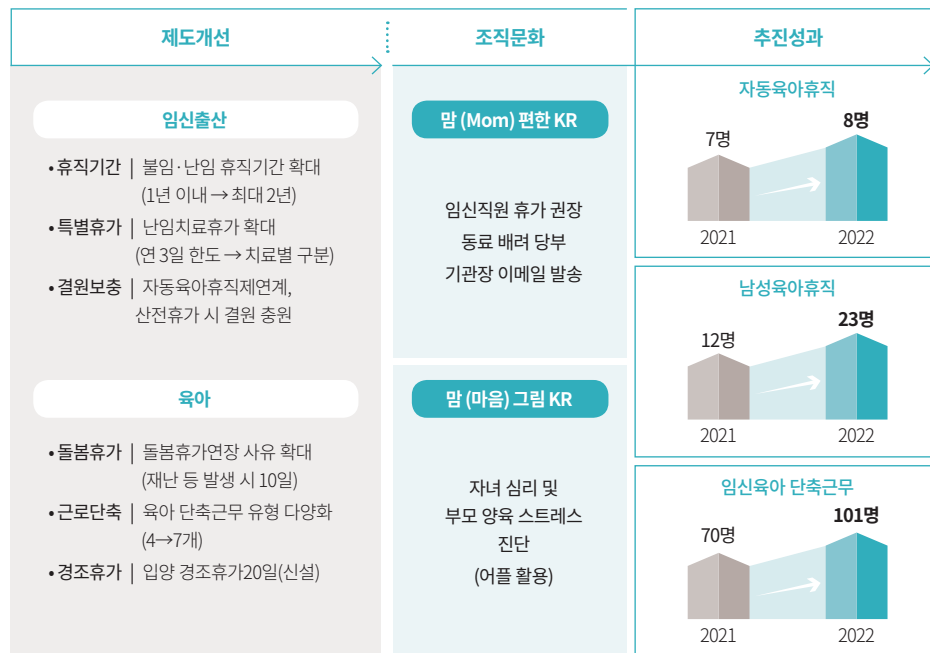 제도개선
조직문화
추진성과
임신출산
• 휴직기간 | 불임·난임 휴직기간 확대
(1년 이내 → 최대 2년)
• 특별휴가 | 난임치료휴가 확대
(연 3일 한도 → 치료별 구분)
• 결원보충 | 자동육아휴직제연계,
산전휴가 시 결원 충원
육아
• 돌봄휴가 | 돌봄휴가연장 사유 확대
(재난 등 발생 시 10일)
• 근로단축 | 육아 단축근무 유형 다양화
(4→7개)
• 경조휴가 | 입양 경조휴가20일(신설)
맘 (Mom) 편한 KR
임신직원 휴가 권장
동료 배려 당부
기관장 이메일 발송
맘 (마음) 그림 KR
자녀 심리 및
부모 양육 스트레스
진단
(어플 활용)
자동육아휴직
7명
8명
2021
2022
남성육아휴직
12명
23명
2021
2022
임신육아 단축근무
70명
101명
2021
2022